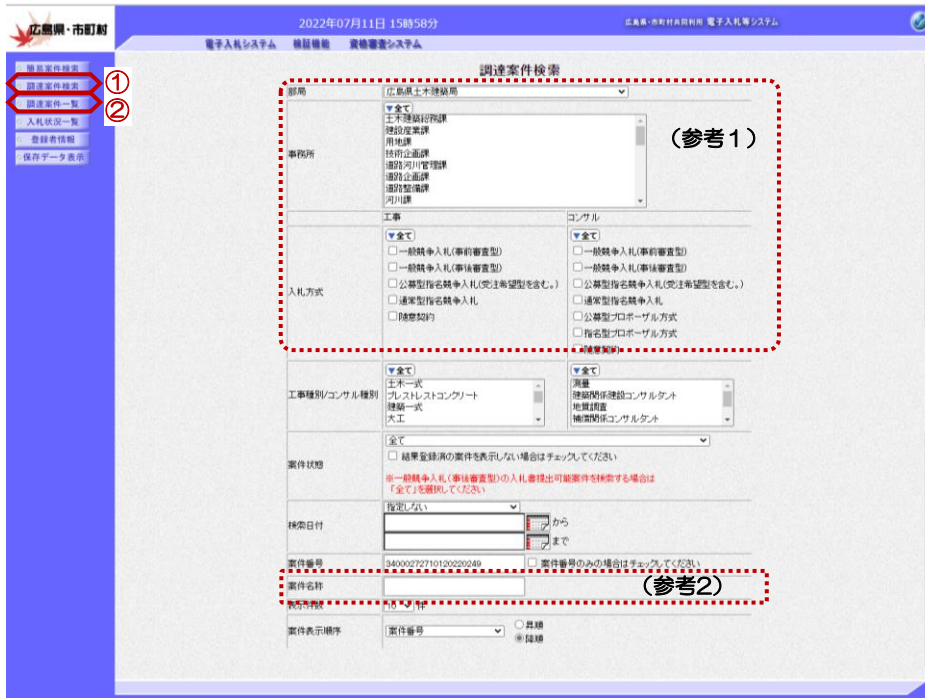 広島県・市町村
2022年07月11日 15時58分
広島県・市町村共同利用 電子入札等システム
電子入札システム 検証機能 資格審査システム
簡易案件検索
調達案件検索 ①
調達案件一覧 ②
入札状況一覧
登録者情報
保存データ表示
調達案件検索
部局 広島県土木建築局
事務所
▼全て
土木建築総務課
建設産業課
用地課
技術企画課
道路河川管理課
道路企画課
道路整備課
河川課
(参考1)
入札方式
工事 コンサル
▼全て ▼全て
一般競争入札(事前審査型) 一般競争入札(事前審査型)
一般競争入札(事後審査型) 一般競争入札(事後審査型)
公募型指名競争入札(受注希望型を含む。) 公募型指名競争入札(受注希望型を含む。)
通常型指名競争入札 通常型指名競争入札
随意契約 公募型プロポーザル方式
指名型プロポーザル方式
随意契約
工事種別/コンサル種別
▼全て ▼全て
土木一式 測量
プレストレストコンクリート 建築関係建設コンサルタント
建築一式 地質調査
大工 補償関係コンサルタント
案件状態
全て
結果登録済の案件を表示しない場合はチェックしてください
※一般競争入札(事後審査型)の入札書提出可能案件を検索する場合は
「全て」を選択してください
検索日付
指定しない
から
まで
案件番号 34000272710120220249 案件番号のみの場合はチェックしてください
案件名称 (参考2)
表示件数 10 件
案件表示順序 案件番号 昇順
降順